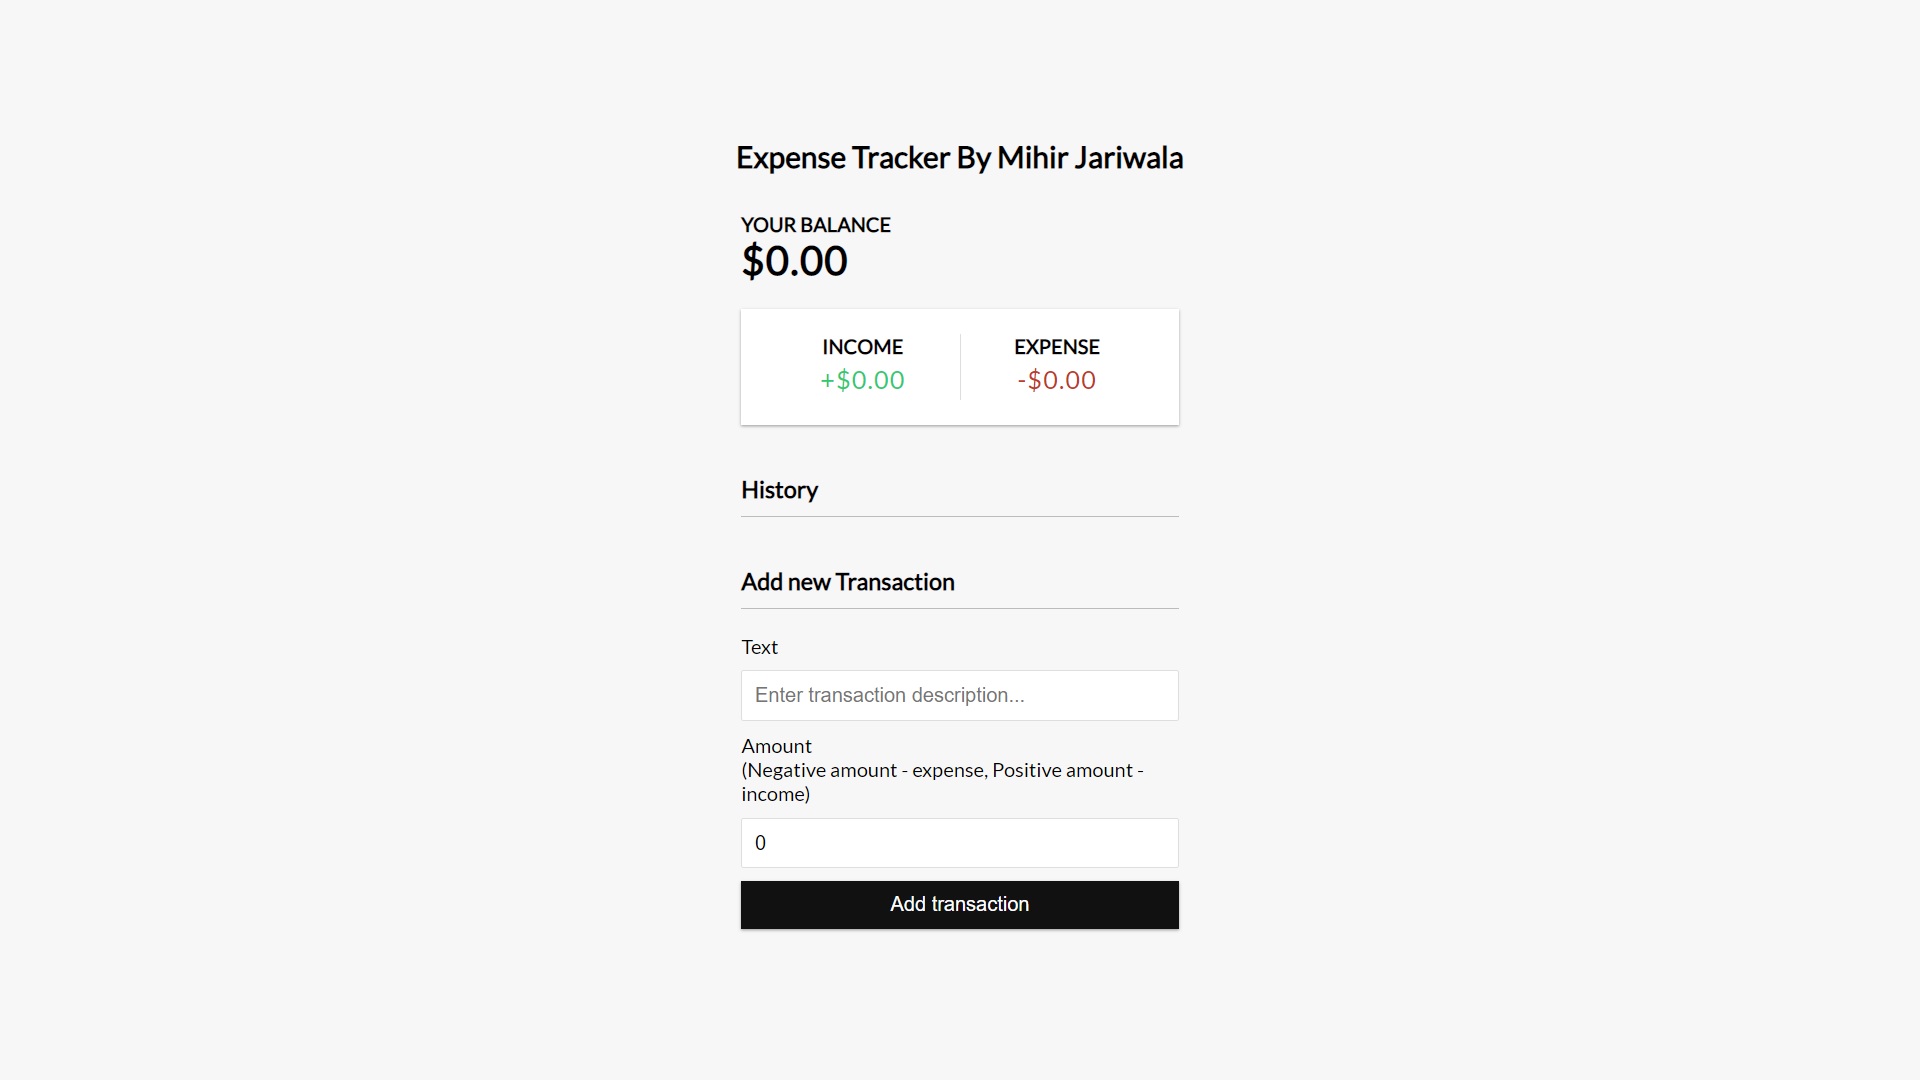 Expense Tracker By Mihir Jariwala
YOUR BALANCE
$0.00
INCOME
+$0.00
EXPENSE
-$0.00
History
Add new Transaction
Text
Enter transaction description...
Amount
(Negative amount - expense, Positive amount -
income)
0
Add transaction